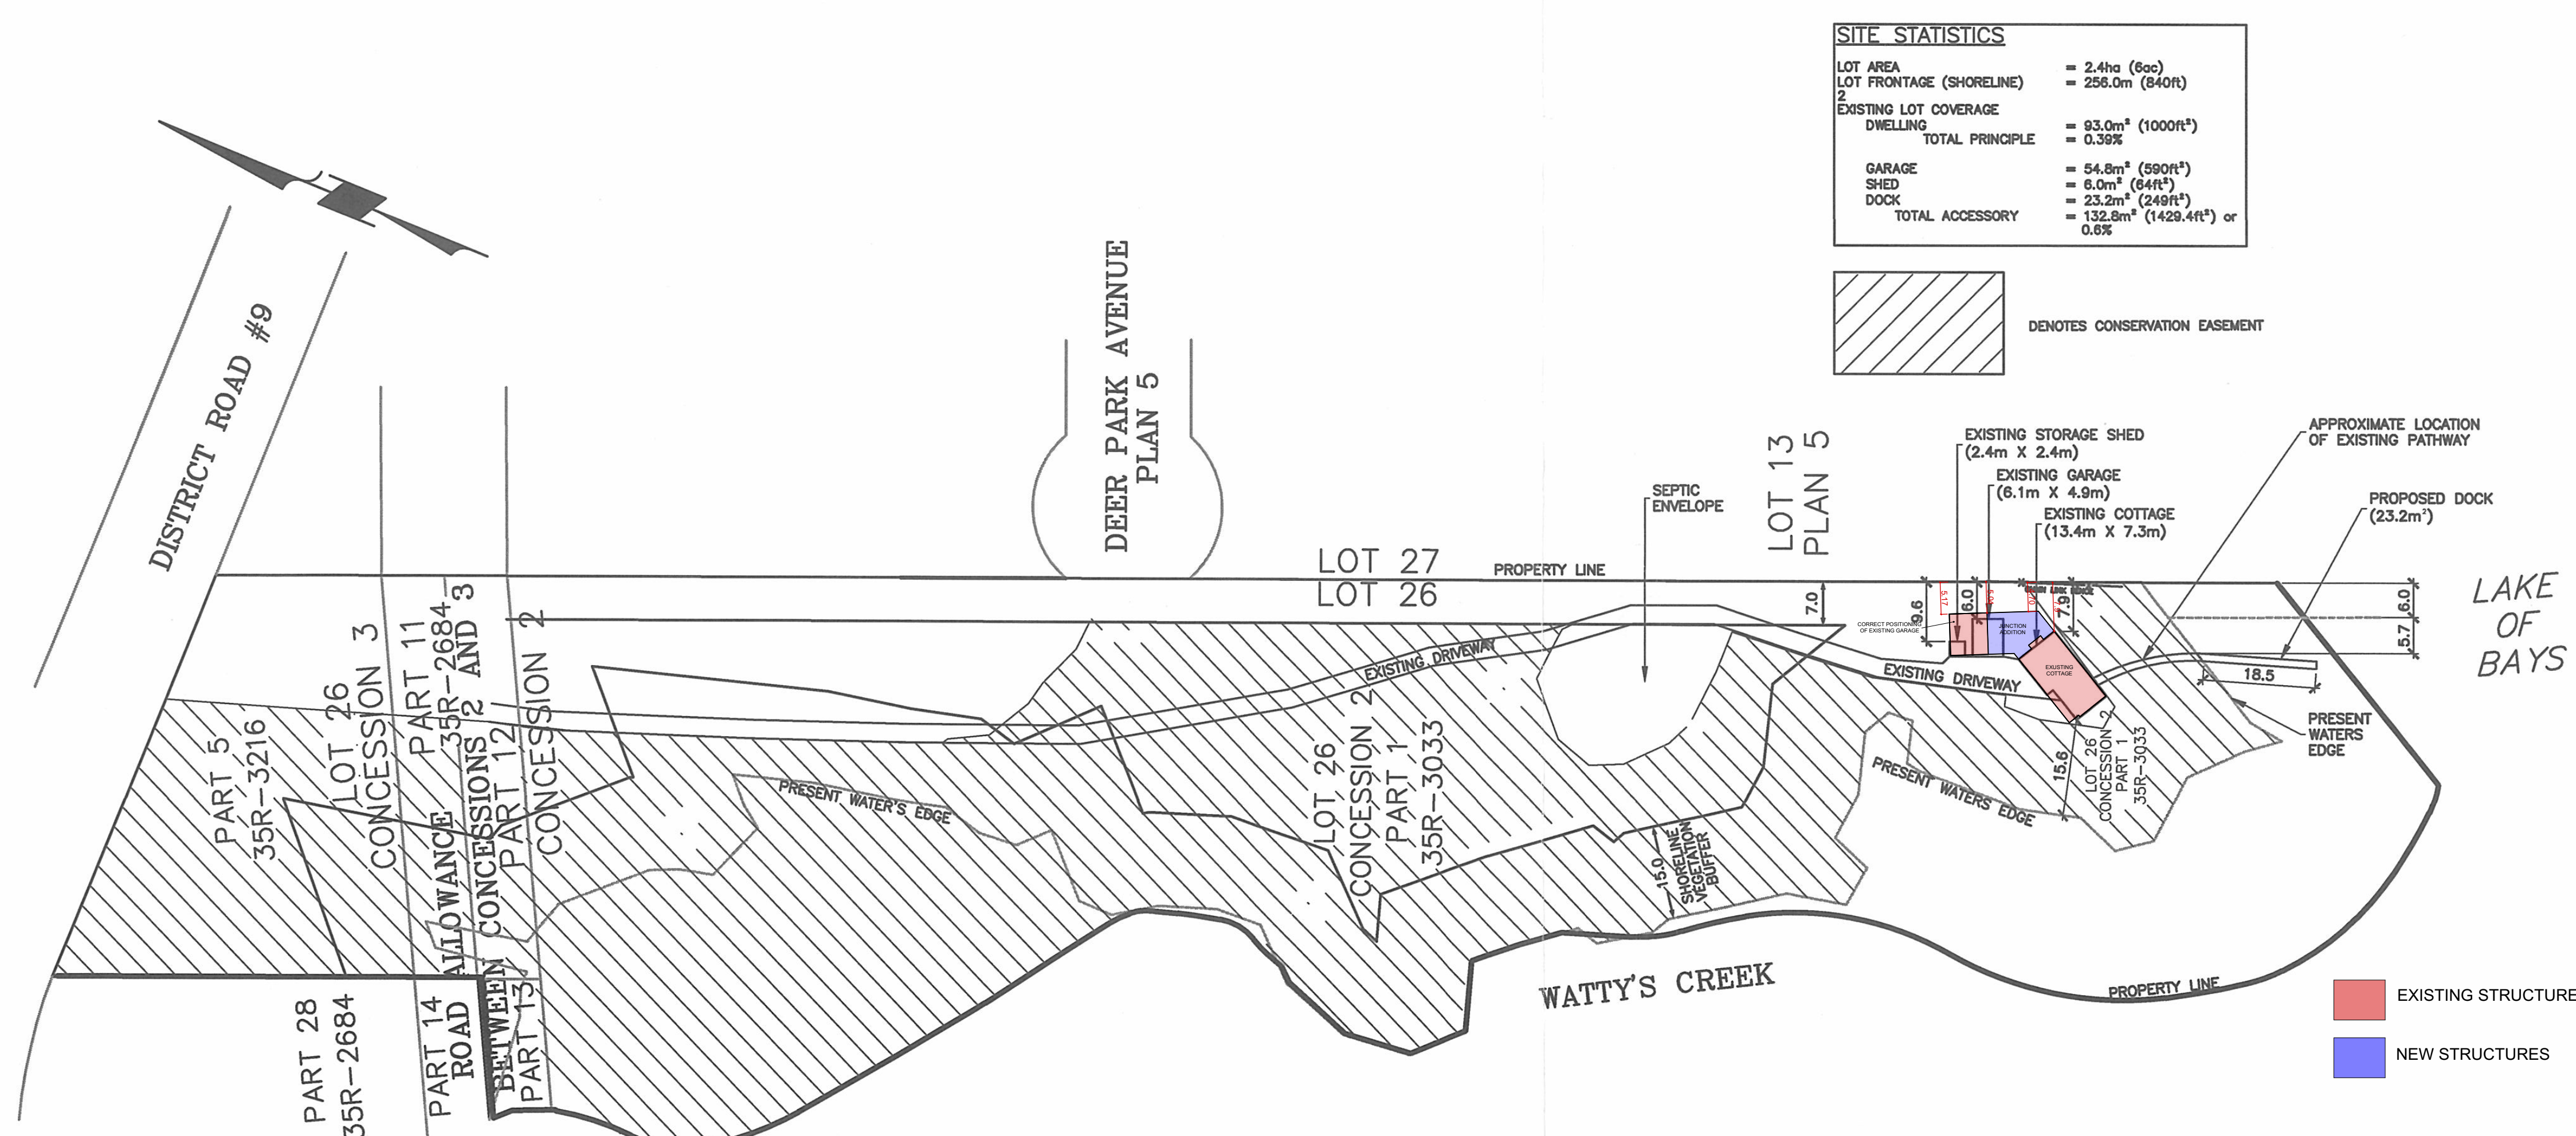 SITE STATISTICS
LOT AREA = 2.4ha (6ac)
LOT FRONTAGE (SHORELINE) = 256.0m (840ft)
2
EXISTING LOT COVERAGE
DWELLING = 93.0m² (1000ft²)
TOTAL PRINCIPLE = 0.39%
GARAGE = 54.8m² (590ft²)
SHED = 6.0m² (64ft²)
DOCK = 23.2m² (249ft²)
TOTAL ACCESSORY = 132.8m² (1429.4ft²) or
0.6%
DENOTES CONSERVATION EASEMENT
DISTRICT ROAD #9
DEER PARK AVENUE
PLAN 5
LOT 13
PLAN 5
SEPTIC
ENVELOPE
EXISTING STORAGE SHED
(2.4m X 2.4m)
EXISTING GARAGE
(6.1m X 4.9m)
EXISTING COTTAGE
(13.4m X 7.3m)
APPROXIMATE LOCATION
OF EXISTING PATHWAY
PROPOSED DOCK
(23.2m²)
LOT 27
LOT 26
PROPERTY LINE
7.0
9.6
5.17
6.0
7.9
6.0
5.7
18.5
15.6
CORRECT POSITIONING
OF EXISTING GARAGE
JUNCTION
ADDITION
EXISTING
COTTAGE
LAKE
OF
BAYS
EXISTING DRIVEWAY
EXISTING DRIVEWAY
PRESENT
WATERS
EDGE
PART 5
35R-3216
LOT 26
CONCESSION 3
PART 11
35R-2684
ALLOWANCE
CONCESSIONS 2 AND 3
PART 12
CONCESSION 2
PRESENT WATER'S EDGE
LOT 26
CONCESSION 2
PART 1
35R-3033
15.0
SHORELINE
VEGETATION
BUFFER
PRESENT WATERS EDGE
LOT 26
CONCESSION 2
PART 1
35R-3033
WATTY'S CREEK
PROPERTY LINE
PART 28
35R-2684
PART 14
ROAD
BETWEEN
PART 13
EXISTING STRUCTURE
NEW STRUCTURES